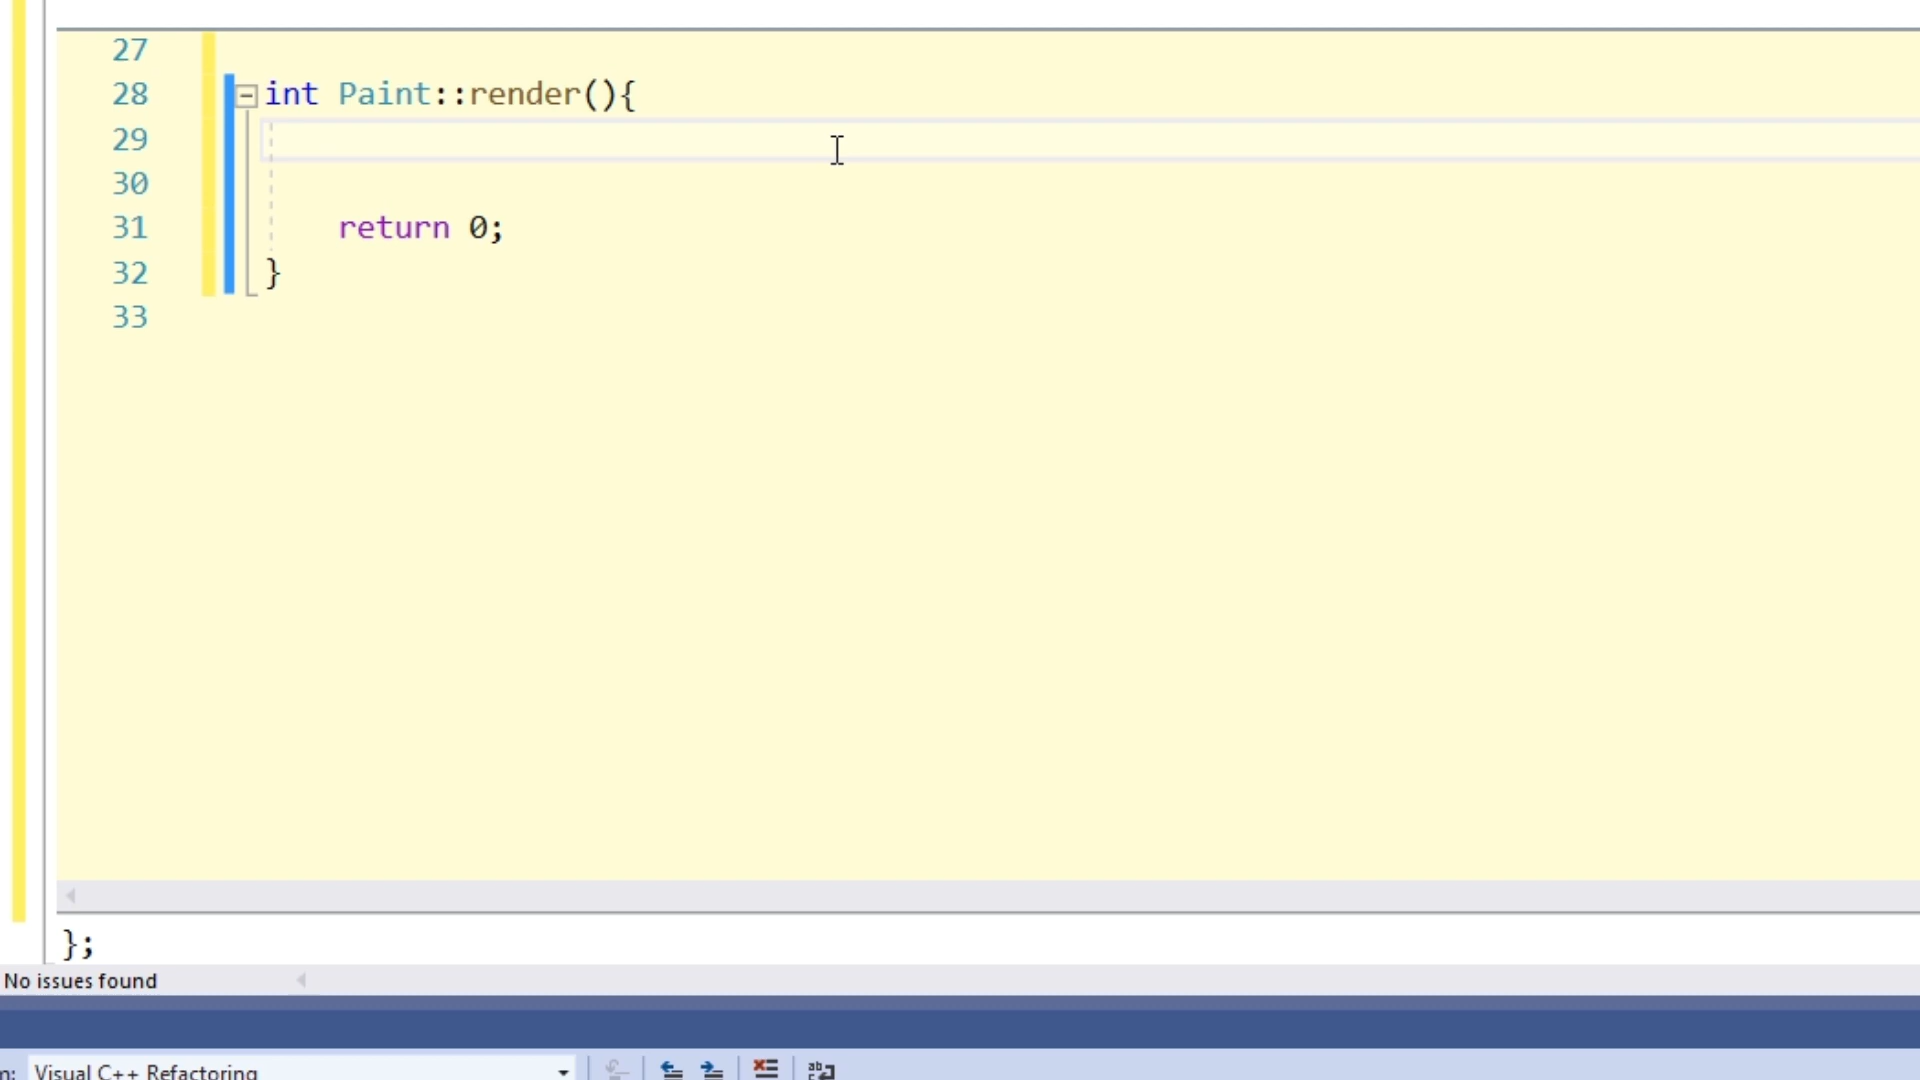 27
28 int Paint::render(){
29
30
31 return 0;
32 }
33
};
No issues found
m: Visual C++ Refactoring